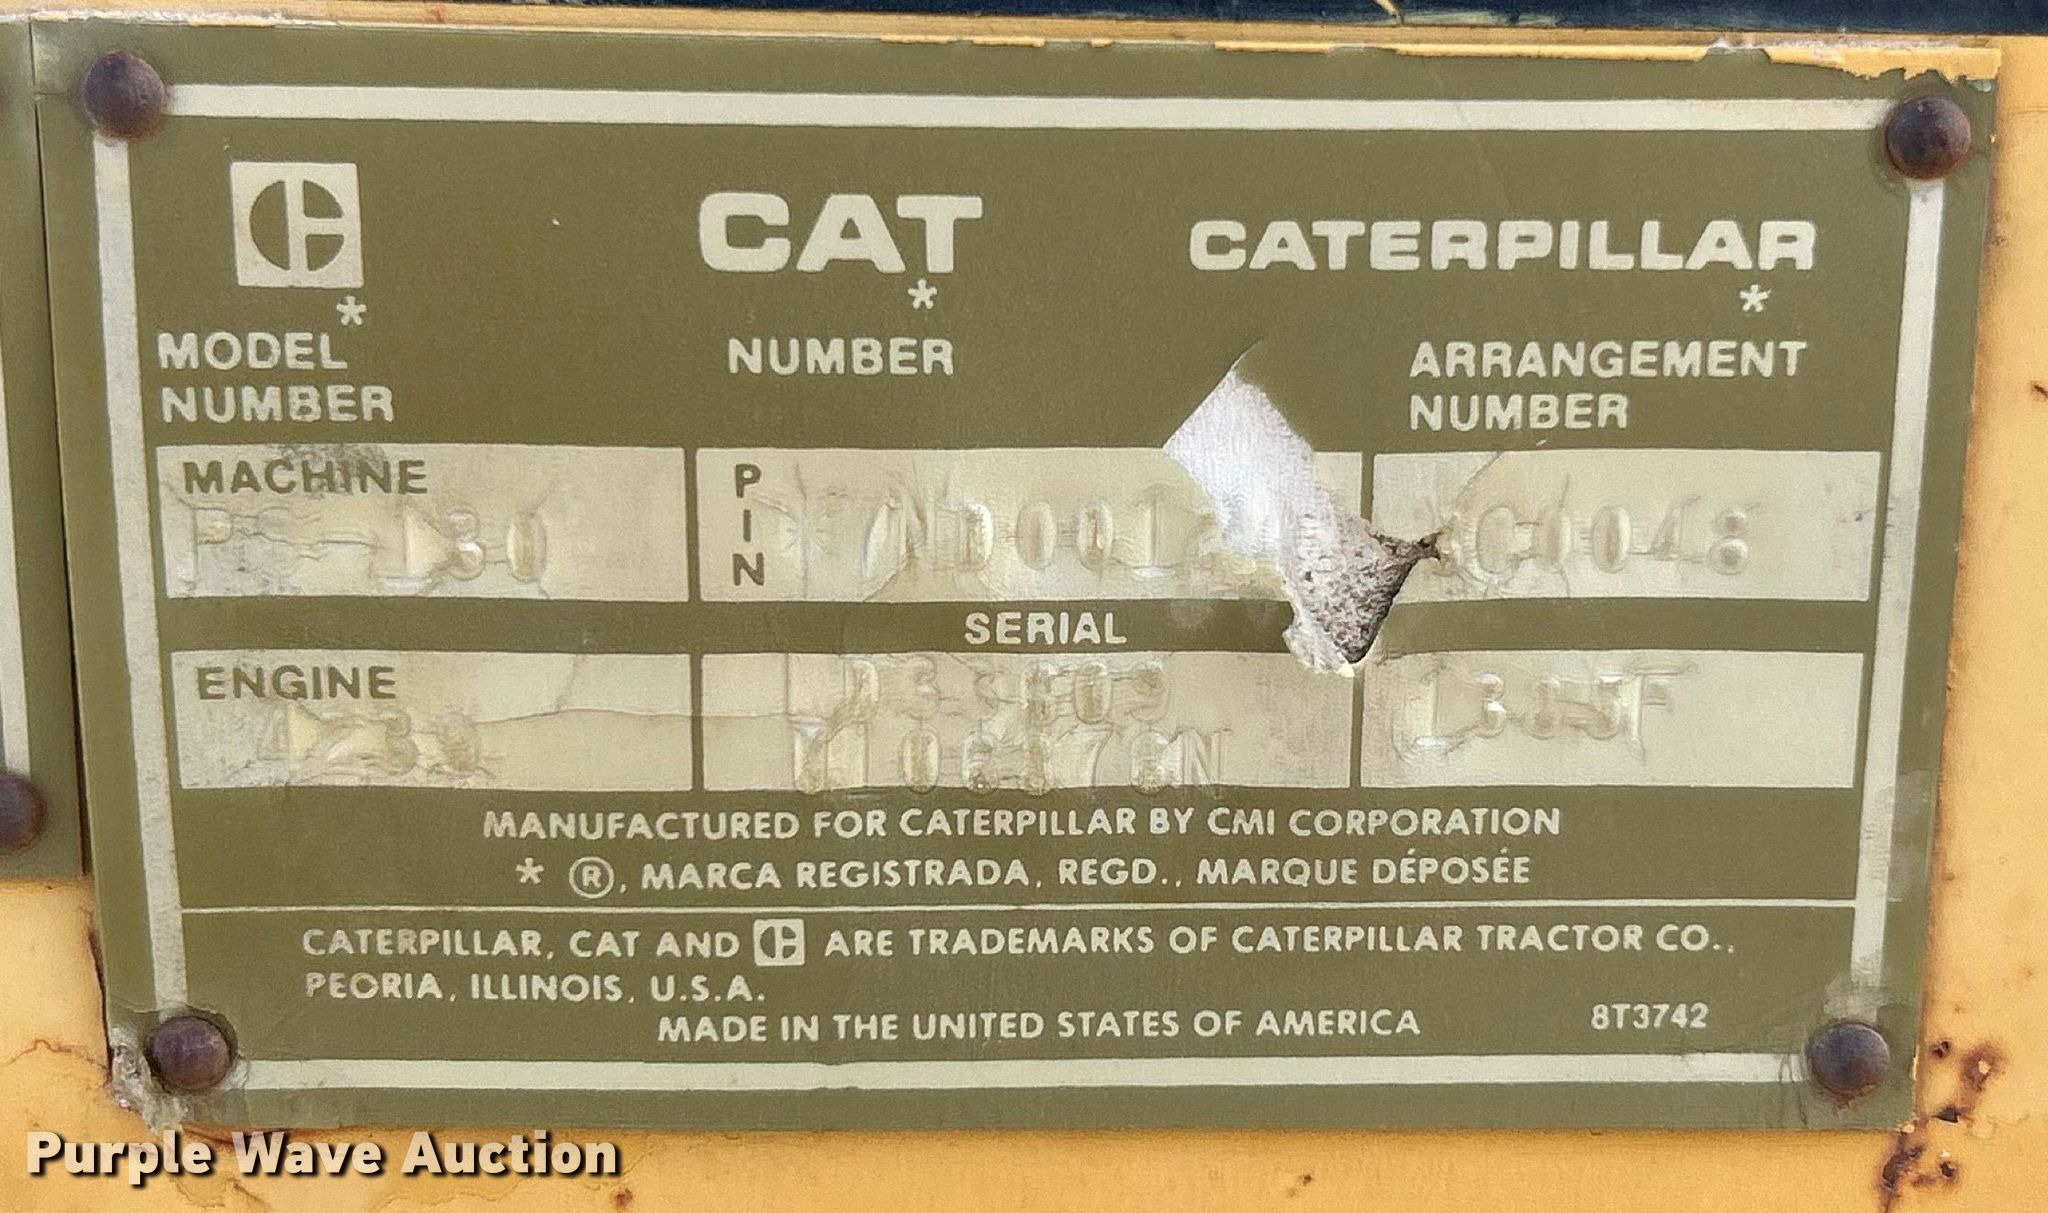 CAT
*
CATERPILLAR
*
*
MODEL
NUMBER
NUMBER
ARRANGEMENT
NUMBER
MACHINE
PIN
SERIAL
ENGINE
MANUFACTURED FOR CATERPILLAR BY CMI CORPORATION
* ®, MARCA REGISTRADA, REGD., MARQUE DÉPOSÉE
CATERPILLAR, CAT AND C ARE TRADEMARKS OF CATERPILLAR TRACTOR CO.,
PEORIA, ILLINOIS, U.S.A.
MADE IN THE UNITED STATES OF AMERICA
8T3742
Purple Wave Auction